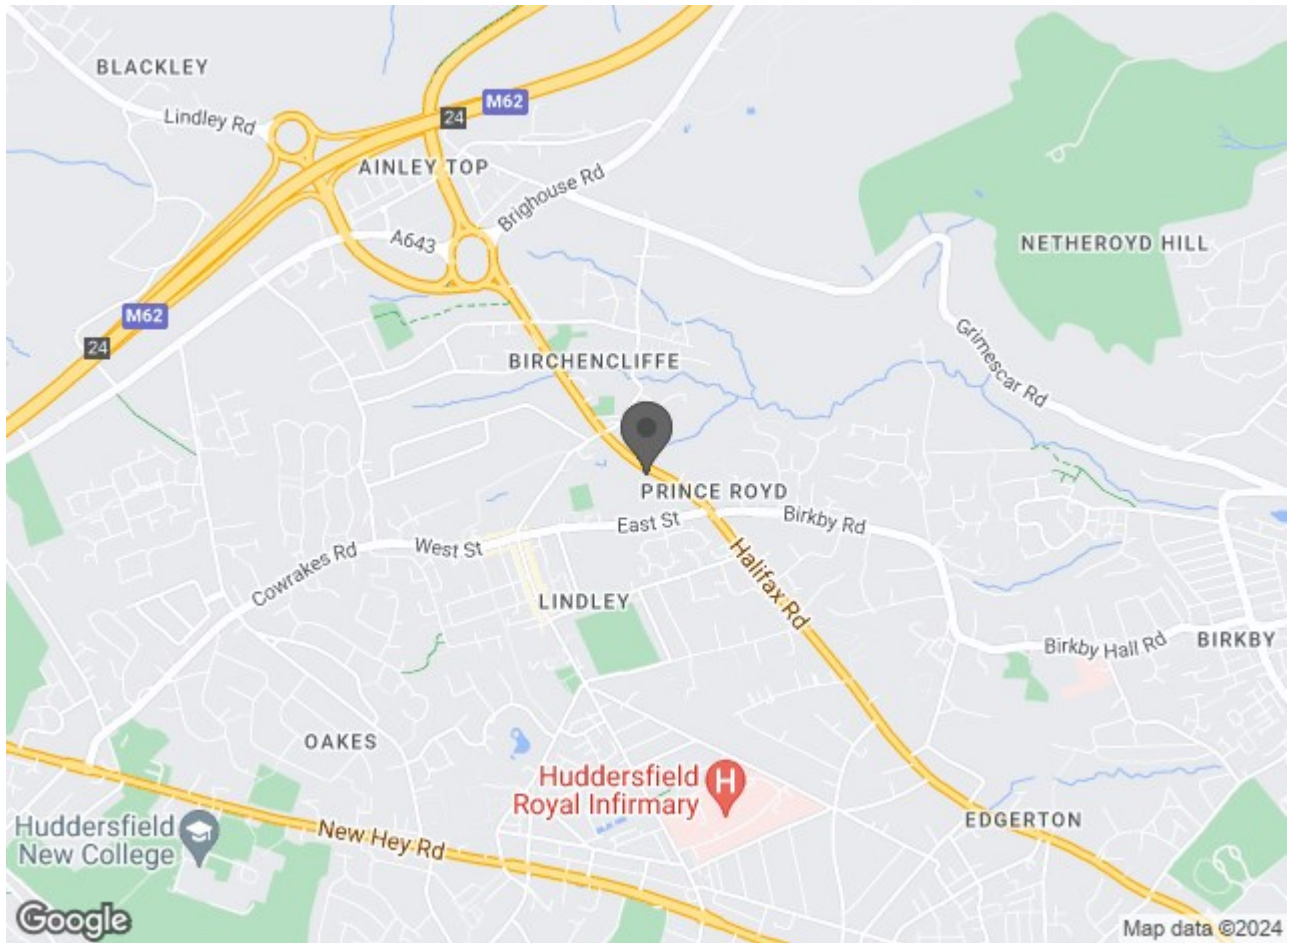 BLACKLEY
Lindley Rd
M62
24
AINLEY TOP
Brighouse Rd
A643
NETHEROYD HILL
M62
24
Grimescar Rd
BIRCHENCLIFFE
PRINCE ROYD
East St
Birkby Rd
West St
Cowrakes Rd
Halifax Rd
LINDLEY
Birkby Hall Rd
BIRKBY
OAKES
Huddersfield
Royal Infirmary
H
EDGERTON
Huddersfield
New College
New Hey Rd
Google
Map data ©2024